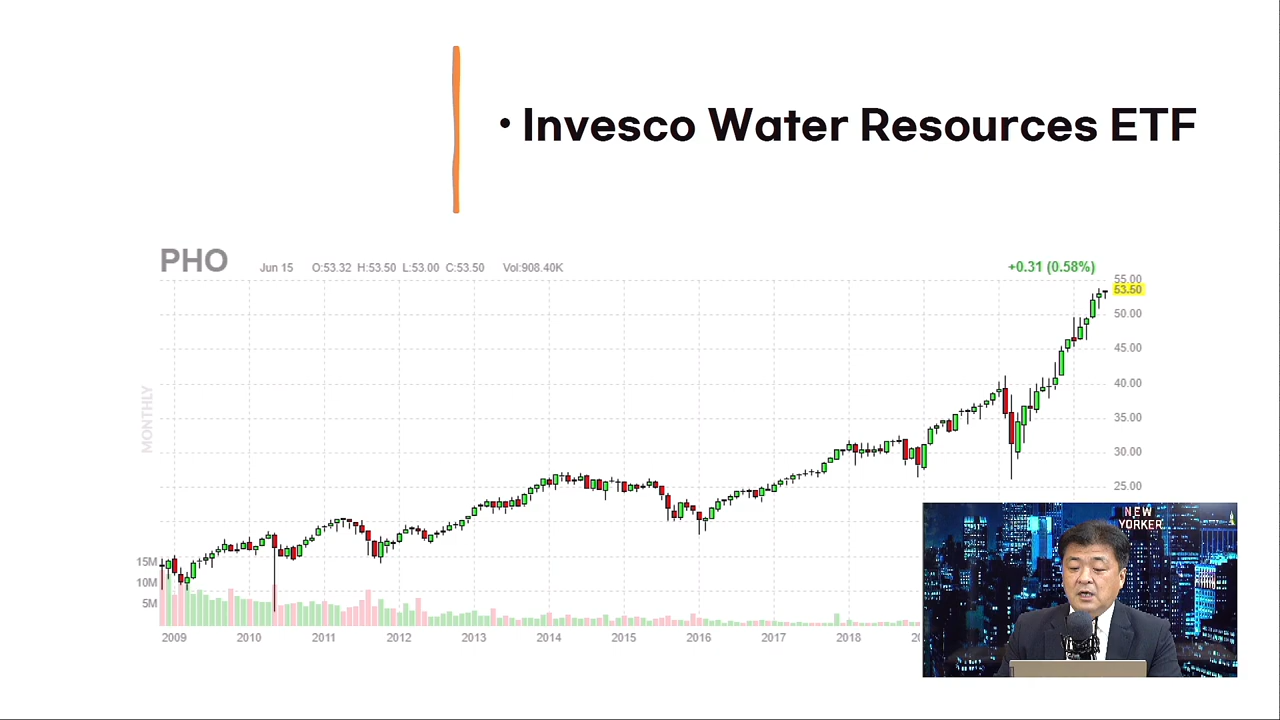 • Invesco Water Resources ETF
PHO Jun 15 O:53.32 H:53.50 L:53.00 C:53.50 Vol:908.40K +0.31 (0.58%)
55.00
53.50
50.00
45.00
40.00
MONTHLY
35.00
30.00
25.00
15M
10M
5M
2009 2010 2011 2012 2013 2014 2015 2016 2017 2018
NEW
YORKER